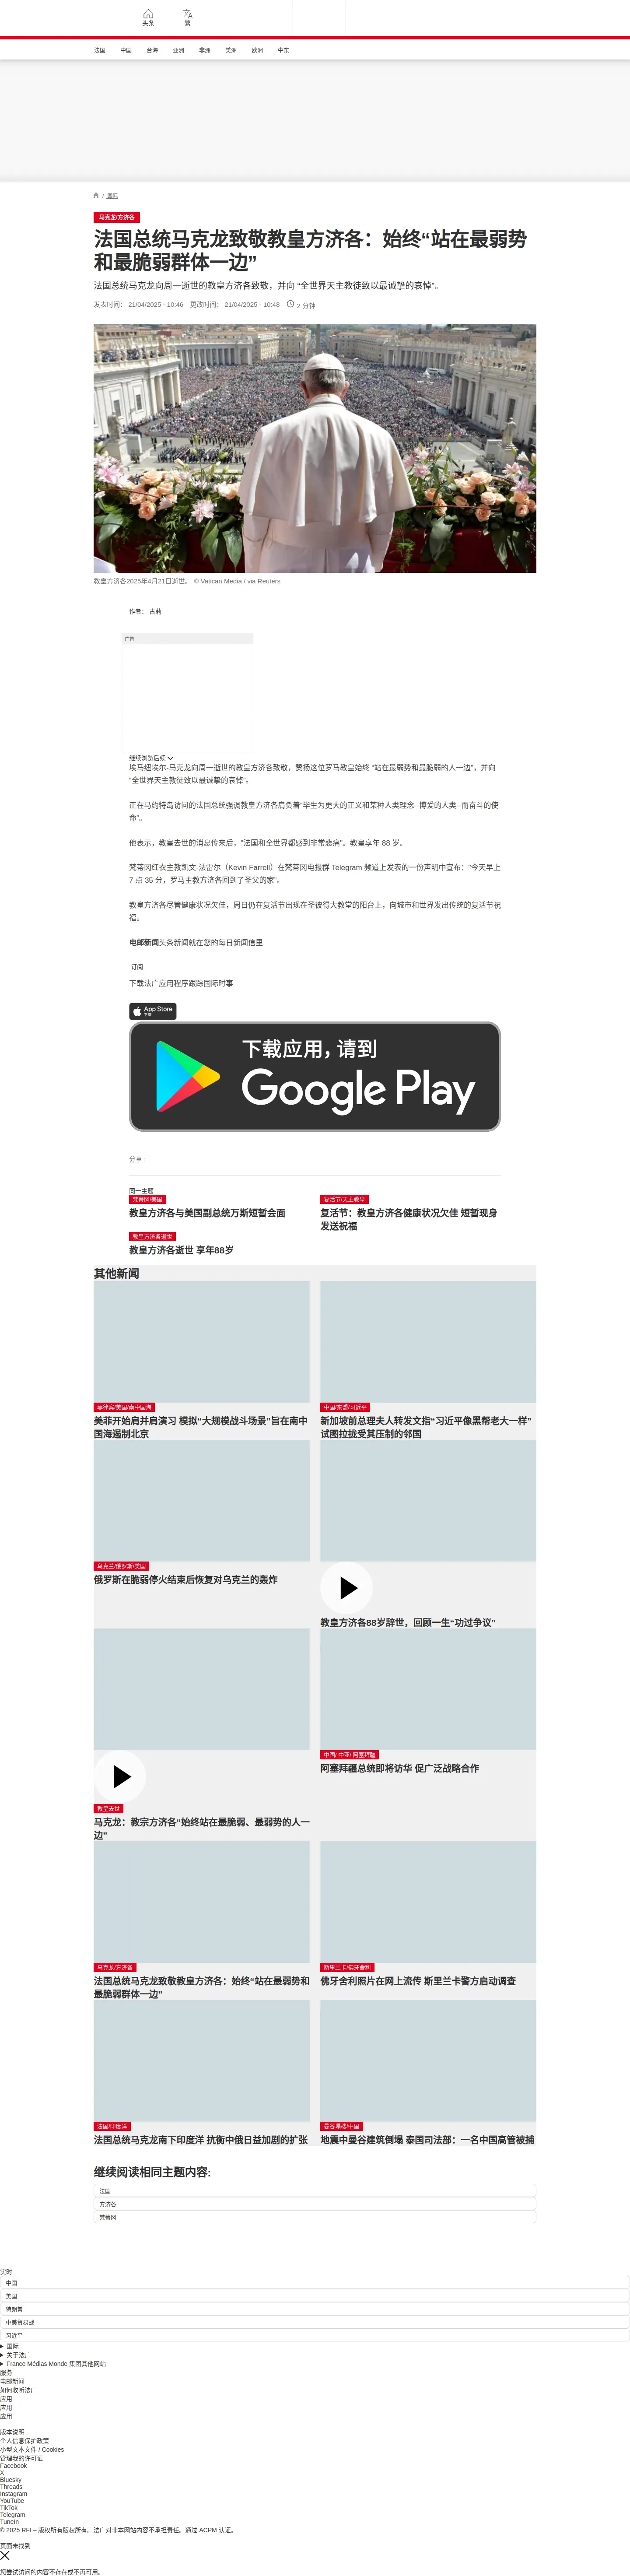 头条
繁
法国
中国
台海
亚洲
非洲
美洲
欧洲
中东
/ 国际
马克龙/方济各
法国总统马克龙致敬教皇方济各：始终“站在最弱势
和最脆弱群体一边”
法国总统马克龙向周一逝世的教皇方济各致敬，并向 “全世界天主教徒致以最诚挚的哀悼”。
发表时间： 21/04/2025 - 10:46 更改时间： 21/04/2025 - 10:48 2 分钟
教皇方济各2025年4月21日逝世。 © Vatican Media / via Reuters
作者： 古莉
广告
继续浏览后续
埃马纽埃尔-马克龙向周一逝世的教皇方济各致敬，赞扬这位罗马教皇始终 “站在最弱势和最脆弱的人一边”，并向
“全世界天主教徒致以最诚挚的哀悼”。
正在马约特岛访问的法国总统强调教皇方济各肩负着“毕生为更大的正义和某种人类理念--博爱的人类--而奋斗的使
命”。
他表示，教皇去世的消息传来后，"法国和全世界都感到非常悲痛"。教皇享年 88 岁。
梵蒂冈红衣主教凯文-法雷尔（Kevin Farrell）在梵蒂冈电报群 Telegram 频道上发表的一份声明中宣布："今天早上
7 点 35 分，罗马主教方济各回到了圣父的家"。
教皇方济各尽管健康状况欠佳，周日仍在复活节出现在圣彼得大教堂的阳台上，向城市和世界发出传统的复活节祝
福。
电邮新闻头条新闻就在您的每日新闻信里
订阅
下载法广应用程序跟踪国际时事
App Store
下载
下载应用，请到
Google Play
分享 :
同一主题
梵蒂冈/美国
教皇方济各与美国副总统万斯短暂会面
复活节/天主教皇
复活节：教皇方济各健康状况欠佳 短暂现身
发送祝福
教皇方济各逝世
教皇方济各逝世 享年88岁
其他新闻
菲律宾/美国/南中国海
美菲开始肩并肩演习 模拟“大规模战斗场景”旨在南中
国海遏制北京
中国/东盟/习近平
新加坡前总理夫人转发文指“习近平像黑帮老大一样”
试图拉拢受其压制的邻国
乌克兰/俄罗斯/美国
俄罗斯在脆弱停火结束后恢复对乌克兰的轰炸
教皇方济各88岁辞世，回顾一生“功过争议”
教皇去世
马克龙：教宗方济各“始终站在最脆弱、最弱势的人一
边”
中国/ 中亚/ 阿塞拜疆
阿塞拜疆总统即将访华 促广泛战略合作
马克龙/方济各
法国总统马克龙致敬教皇方济各：始终“站在最弱势和
最脆弱群体一边”
斯里兰卡/佛牙舍利
佛牙舍利照片在网上流传 斯里兰卡警方启动调查
法国/印度洋
法国总统马克龙南下印度洋 抗衡中俄日益加剧的扩张
曼谷塌楼/中国
地震中曼谷建筑倒塌 泰国司法部：一名中国高管被捕
继续阅读相同主题内容:
法国
方济各
梵蒂冈
实时
中国
美国
特朗普
中美贸易战
习近平
国际
关于法广
France Médias Monde 集团其他网站
服务
电邮新闻
如何收听法广
应用
应用
应用
版本说明
个人信息保护政策
小型文本文件 / Cookies
管理我的许可证
Facebook
X
Bluesky
Threads
Instagram
YouTube
TikTok
Telegram
TuneIn
© 2025 RFI – 版权所有版权所有。法广对非本网站内容不承担责任。通过 ACPM 认证。
页面未找到
您尝试访问的内容不存在或不再可用。